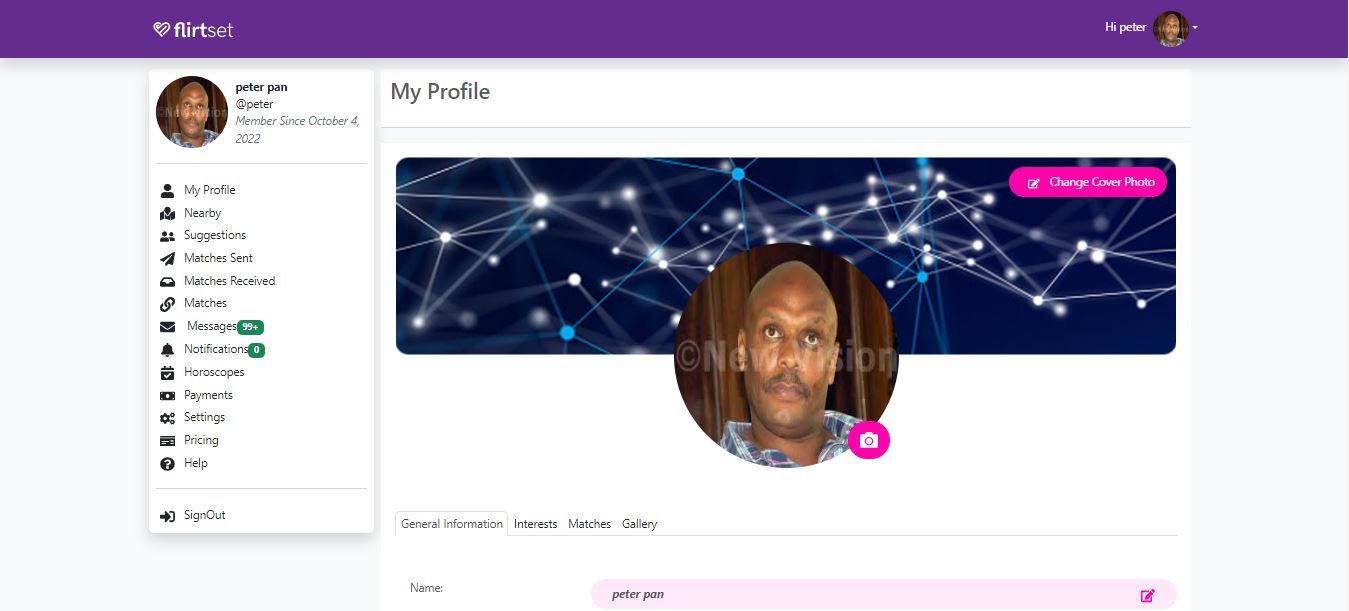 flirtset
Hi peter
peter pan
@peter
Member Since October 4,
2022
My Profile
Nearby
Suggestions
Matches Sent
Matches Received
Matches
Messages 99+
Notifications 0
Horoscopes
Payments
Settings
Pricing
Help
SignOut
My Profile
Change Cover Photo
©New Vision
General Information Interests Matches Gallery
Name:
peter pan